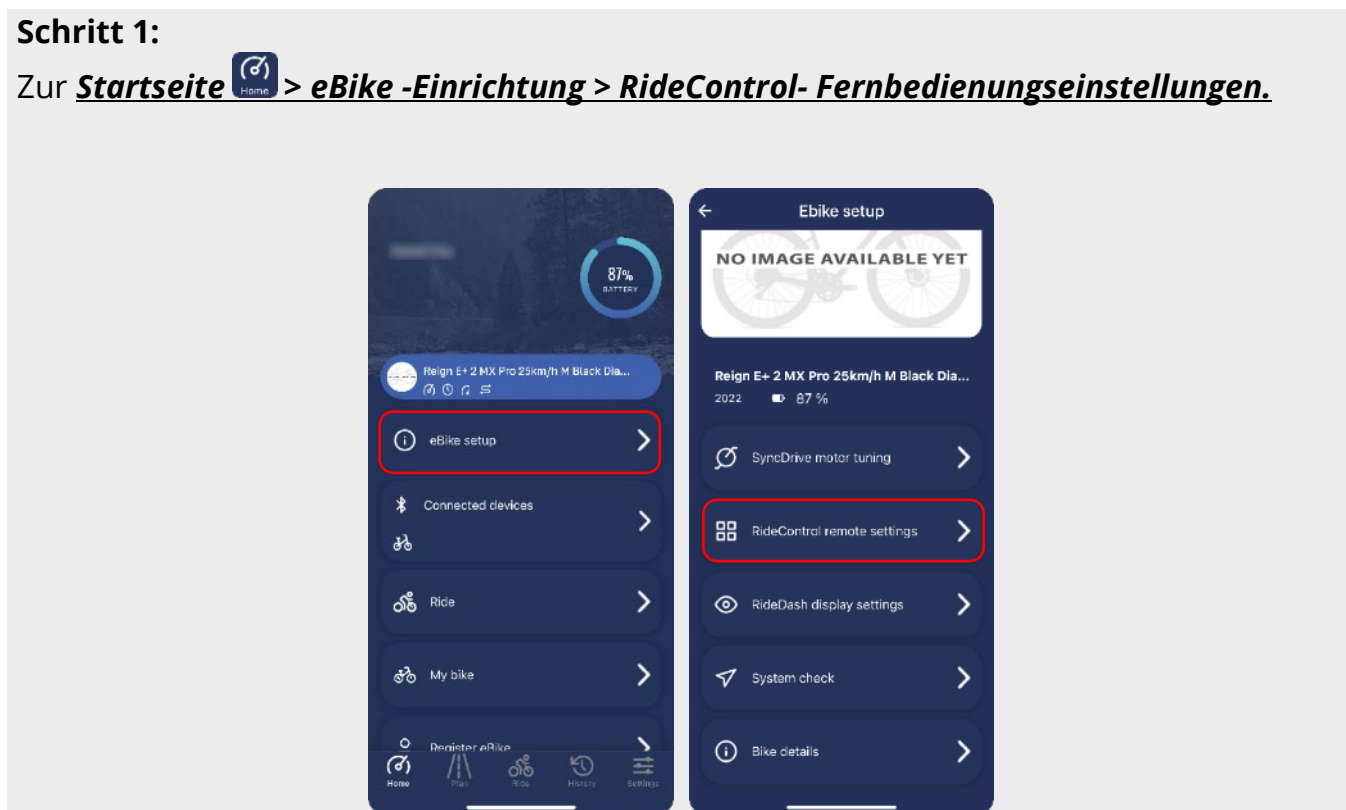 Schritt 1:
Zur Startseite Home > eBike -Einrichtung > RideControl- Fernbedienungseinstellungen.
87%
BATTERY
Reign E+ 2 MX Pro 25km/h M Black Dia...
eBike setup
Connected devices
Ride
My bike
Register eBike
Home Plan Ride History Settings
Ebike setup
NO IMAGE AVAILABLE YET
Reign E+ 2 MX Pro 25km/h M Black Dia...
2022 87 %
SyncDrive motor tuning
RideControl remote settings
RideDash display settings
System check
Bike details